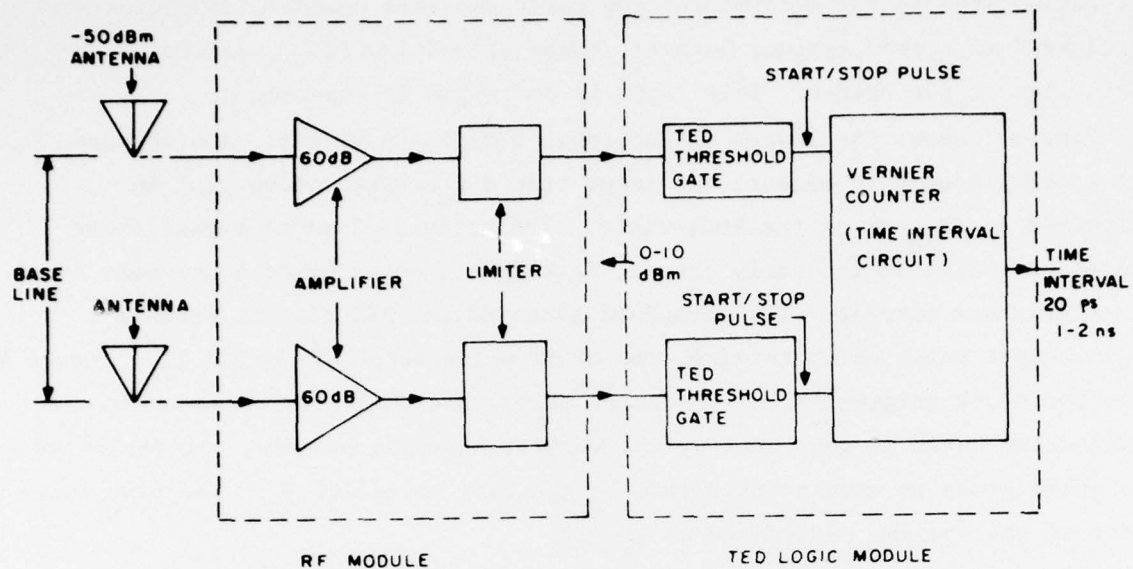 -50dBm
ANTENNA
BASE
LINE
ANTENNA
60dB
AMPLIFIER
60dB
LIMITER
0-10
dBm
RF MODULE
START/STOP PULSE
TED
THRESHOLD
GATE
START/STOP
PULSE
TED
THRESHOLD
GATE
VERNIER
COUNTER
(TIME INTERVAL
CIRCUIT)
TIME
INTERVAL
20 ps
1-2 ns
TED LOGIC MODULE